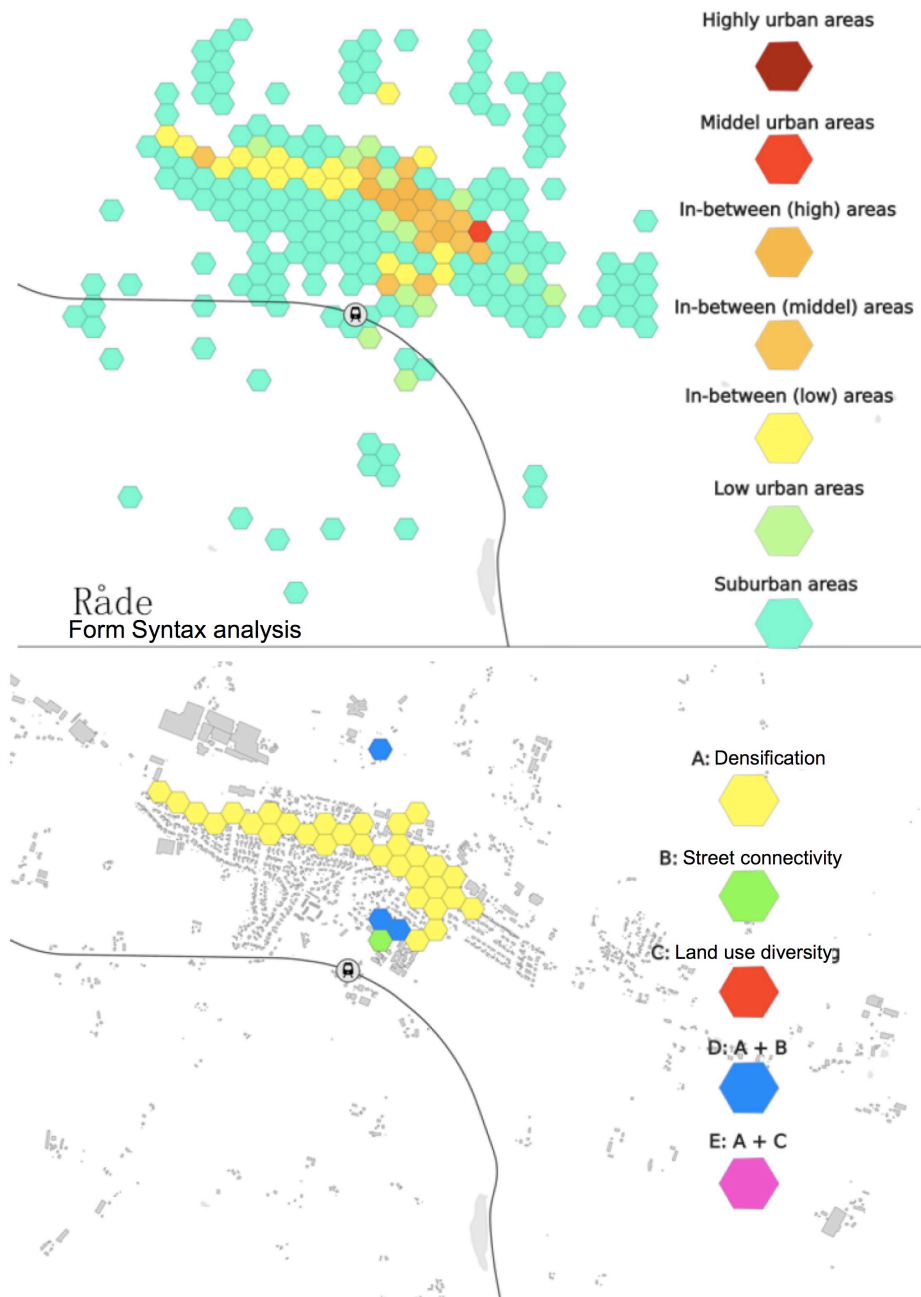 Highly urban areas
Middel urban areas
In-between (high) areas
In-between (middel) areas
In-between (low) areas
Low urban areas
Suburban areas
Råde
Form Syntax analysis
A: Densification
B: Street connectivity
C: Land use diversityg
D: A + B
E: A + C